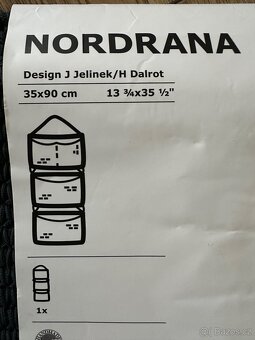 NORDRANA
Design J Jelinek/H Dalrot
35x90 cm 13 ¾x35 ½"
1x